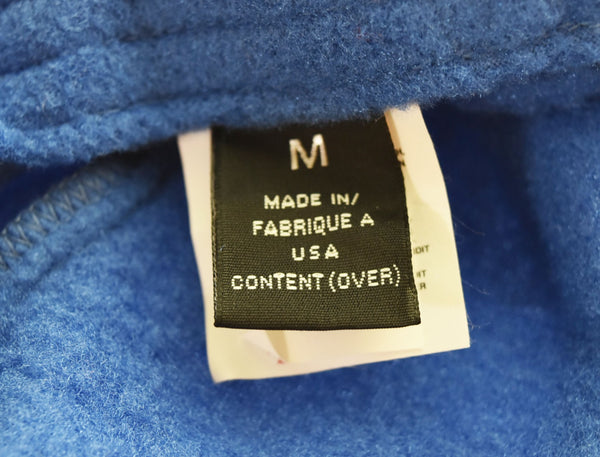 M
MADE IN/
FABRIQUE A
USA
CONTENT (OVER)